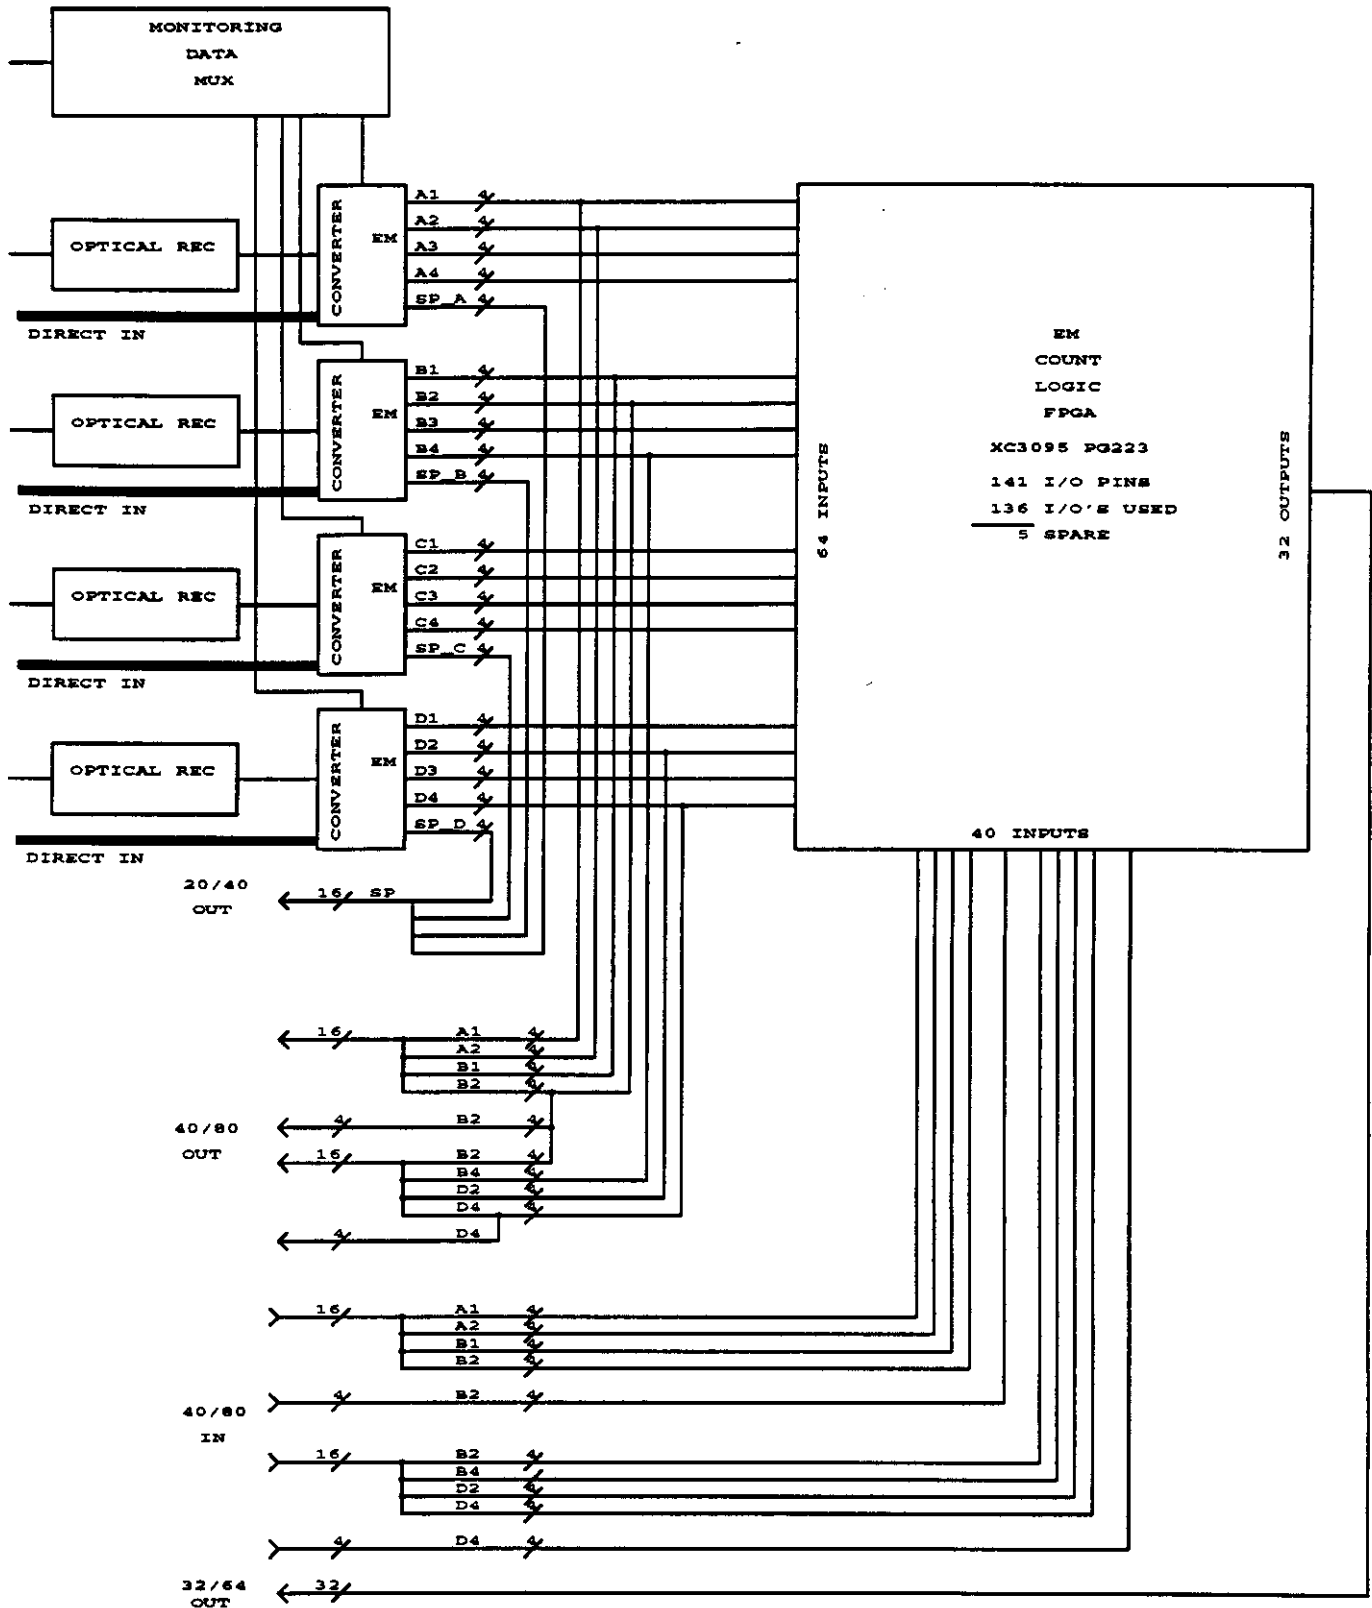 MONITORING
DATA
MUX
OPTICAL REC
DIRECT IN
CONVERTER
EM
A1 4
A2 4
A3 4
A4 4
SP_A 4
OPTICAL REC
DIRECT IN
CONVERTER
EM
B1 4
B2 4
B3 4
B4 4
SP_B 4
OPTICAL REC
DIRECT IN
CONVERTER
EM
C1 4
C2 4
C3 4
C4 4
SP_C 4
OPTICAL REC
DIRECT IN
CONVERTER
EM
D1 4
D2 4
D3 4
D4 4
SP_D 4
EM
COUNT
LOGIC
FPGA
XC3095 PG223
141 I/O PINS
136 I/O'S USED
5 SPARE
64 INPUTS
32 OUTPUTS
40 INPUTS
20/40
OUT
16 SP
16 A1 4
A2 4
B1 4
B2 4
40/80
OUT
4 B2 4
16 B2 4
B4 4
D2 4
D4 4
4 D4
16 A1 4
A2 4
B1 4
B2 4
40/80
IN
4 B2 4
16 B2 4
B4 4
D2 4
D4 4
4 D4 4
32/64
OUT
32